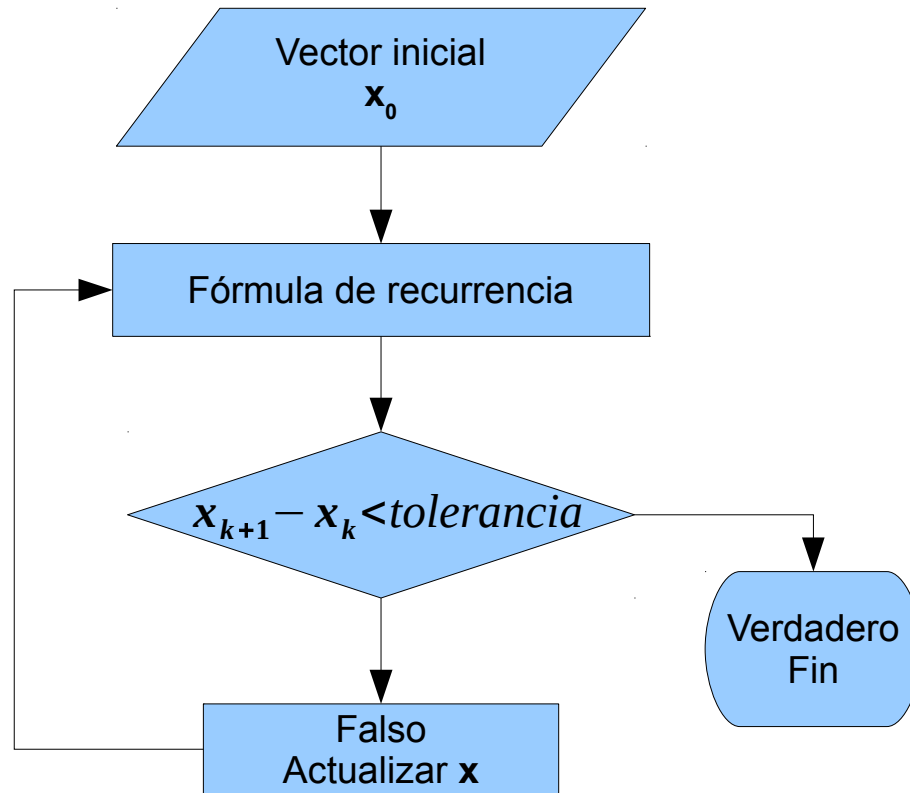 Vector inicial
x₀
Fórmula de recurrencia
xₖ₊₁ − xₖ < tolerancia
Verdadero
Fin
Falso
Actualizar x